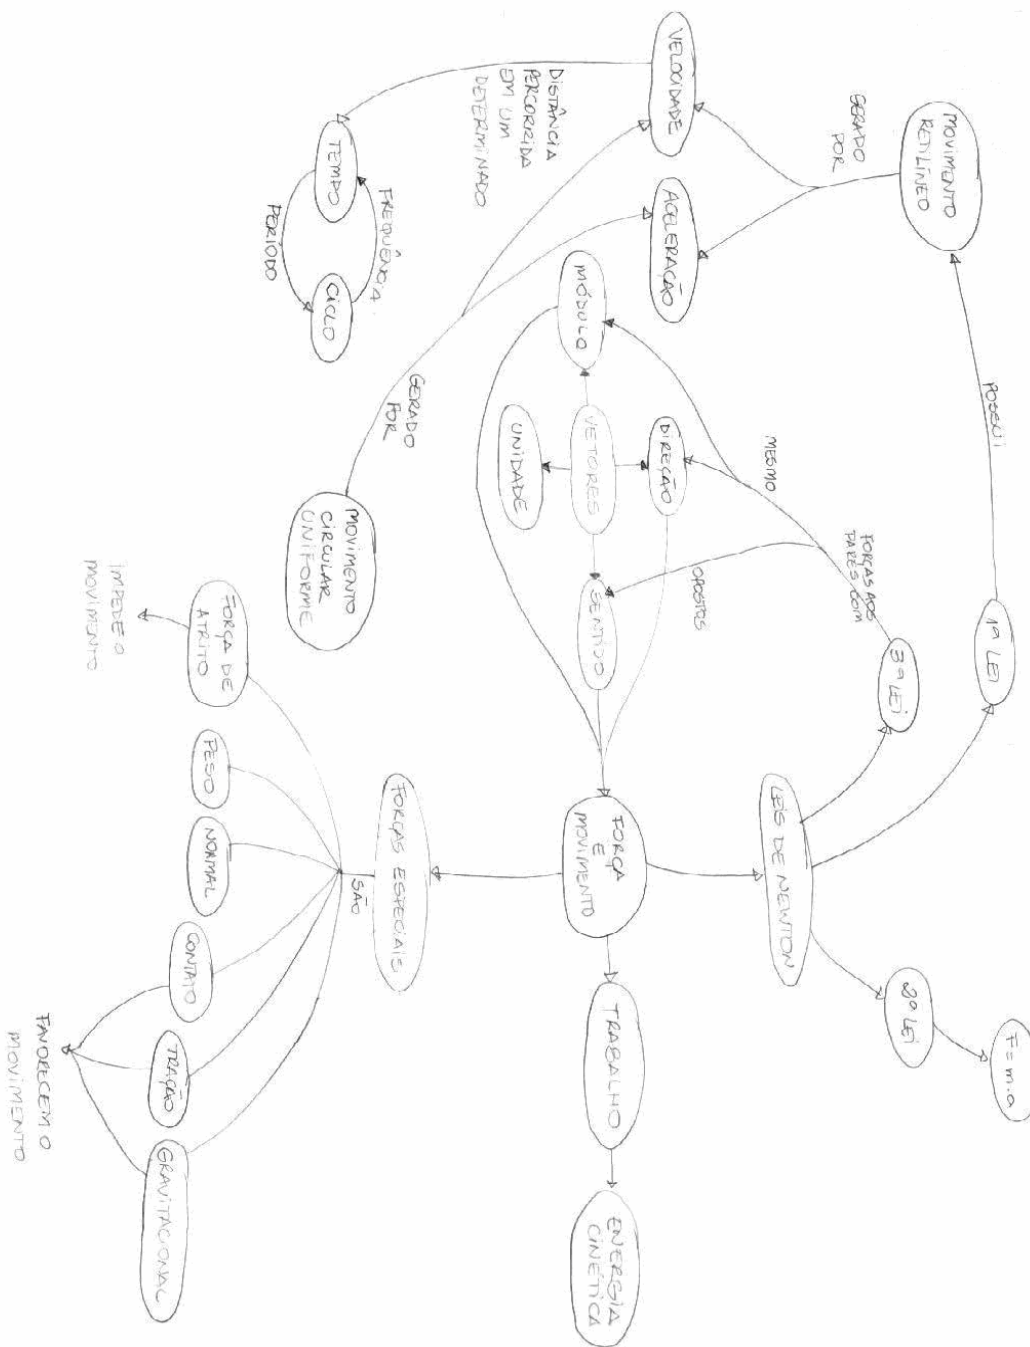 MOVIMENTO
RETILÍNEO
GERADO
POR
VELOCIDADE
ACELERAÇÃO
DISTÂNCIA
PERCORRIDA
EM UM
DETERMINADO
TEMPO
FREQUÊNCIA
PERÍODO
CICLO
POSSUI
1ª LEI
3ª LEI
FORÇAS AOS
PARES COM
MESMO
OPOSTOS
MÓDULO
DIREÇÃO
VETORES
UNIDADE
SENTIDO
GERADO
POR
MOVIMENTO
CIRCULAR
UNIFORME
LEIS DE NEWTON
2ª LEI
F = m.a
FORÇA
E
MOVIMENTO
TRABALHO
ENERGIA
CINÉTICA
FORÇAS ESPECIAIS
SÃO
FORÇA DE
ATRITO
IMPEDE O
MOVIMENTO
PESO
NORMAL
CONTATO
TRAÇÃO
GRAVITACIONAL
FAVORECEM O
MOVIMENTO